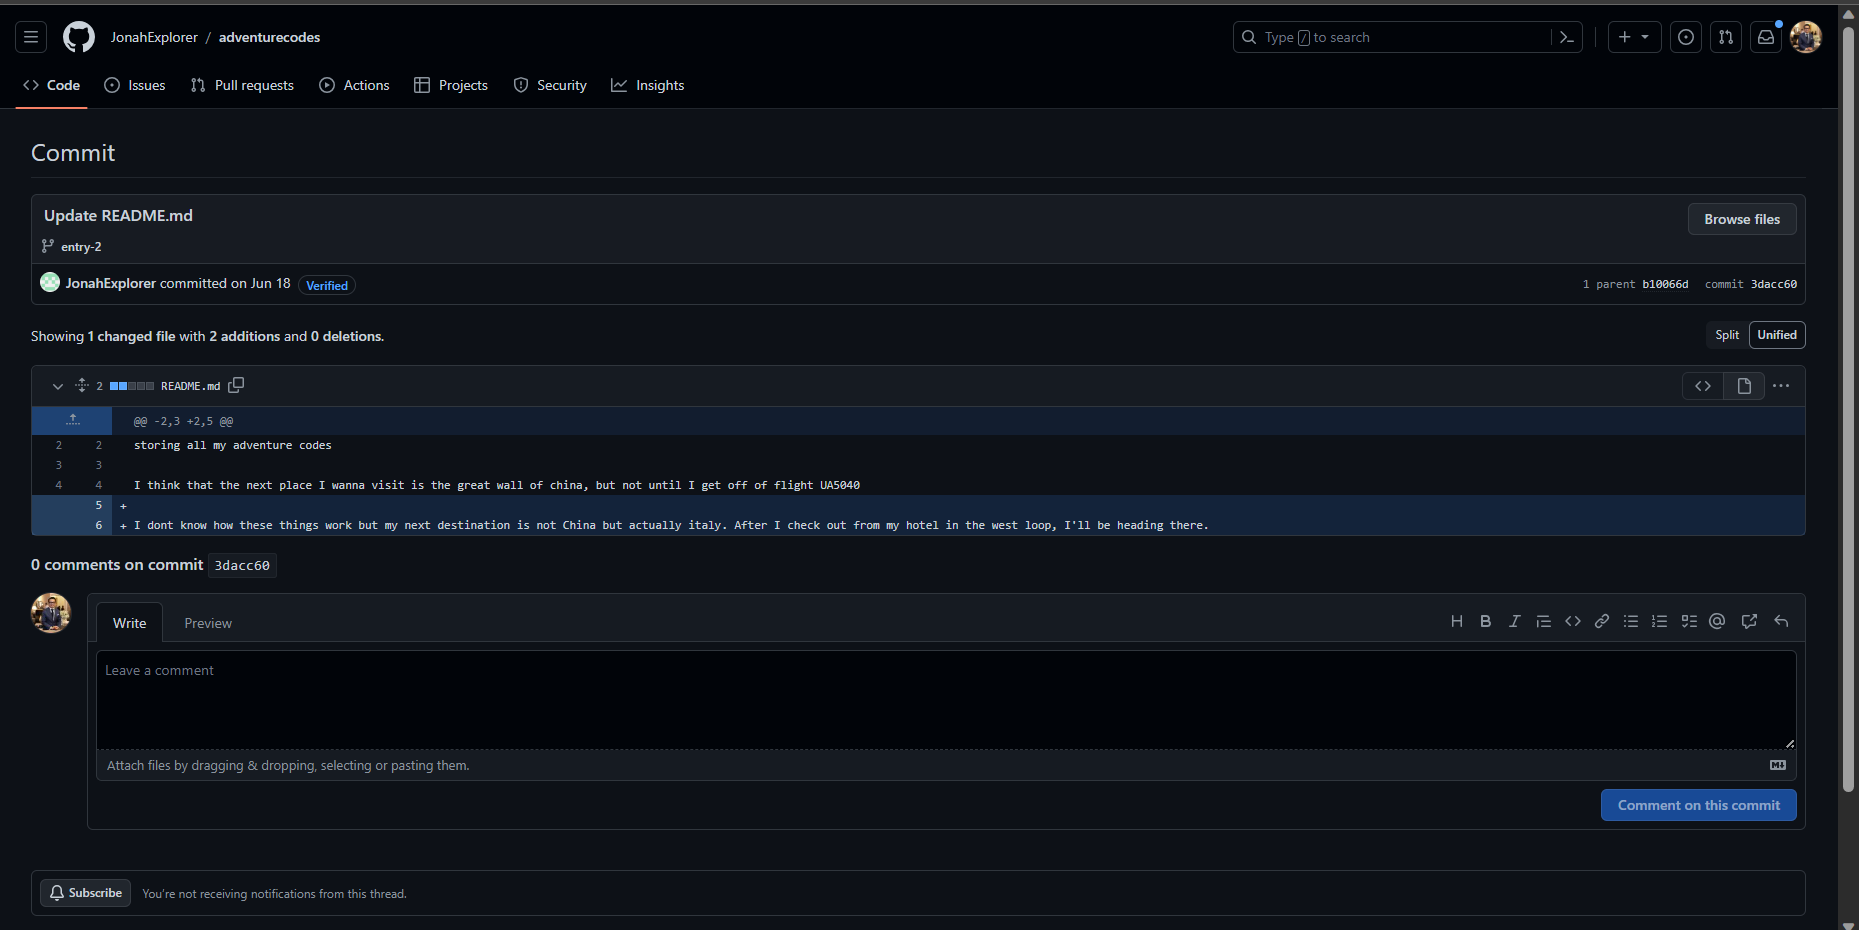 JonahExplorer / adventurecodes
Type / to search
Code Issues Pull requests Actions Projects Security Insights
Commit
Update README.md
Browse files
entry-2
JonahExplorer committed on Jun 18 Verified
1 parent b10066d commit 3dacc60
Showing 1 changed file with 2 additions and 0 deletions.
Split Unified
2 README.md
@@ -2,3 +2,5 @@
2 2 storing all my adventure codes
3 3
4 4 I think that the next place I wanna visit is the great wall of china, but not until I get off of flight UA5040
5 +
6 + I dont know how these things work but my next destination is not China but actually italy. After I check out from my hotel in the west loop, I'll be heading there.
0 comments on commit 3dacc60
Write Preview
Leave a comment
Attach files by dragging & dropping, selecting or pasting them.
Comment on this commit
Subscribe You're not receiving notifications from this thread.